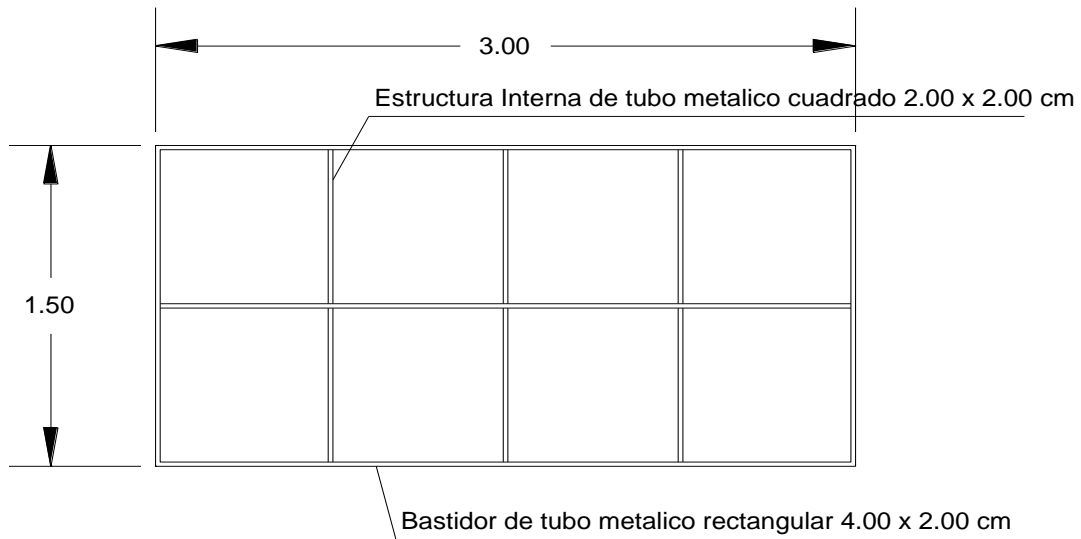 3.00
Estructura Interna de tubo metalico cuadrado 2.00 x 2.00 cm
1.50
Bastidor de tubo metalico rectangular 4.00 x 2.00 cm